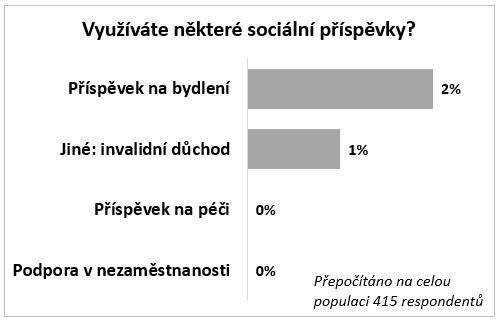 Využíváte některé sociální příspěvky?
Příspěvek na bydlení 2%
Jiné: invalidní důchod 1%
Příspěvek na péči 0%
Podpora v nezaměstnanosti 0%
Přepočítáno na celou
populaci 415 respondentů